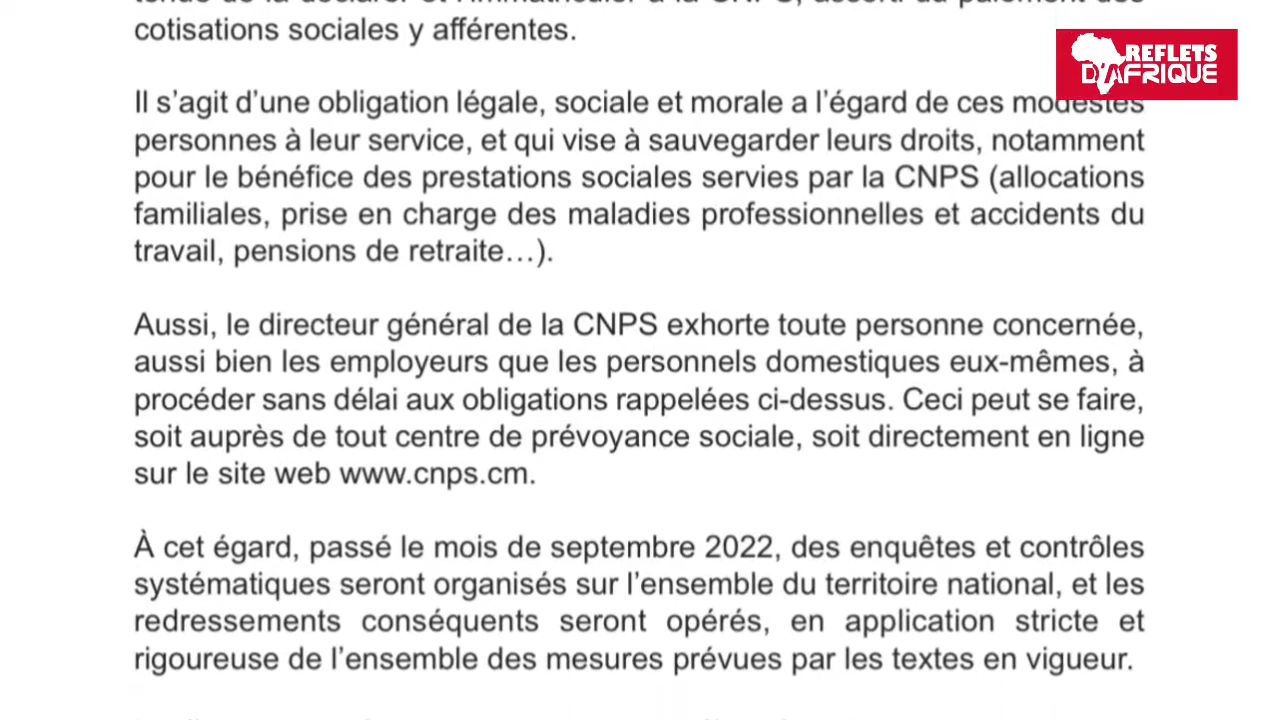 cotisations sociales y afférentes.
REFLETS
D'AFRIQUE
Il s’agit d’une obligation légale, sociale et morale a l’égard de ces modestes
personnes à leur service, et qui vise à sauvegarder leurs droits, notamment
pour le bénéfice des prestations sociales servies par la CNPS (allocations
familiales, prise en charge des maladies professionnelles et accidents du
travail, pensions de retraite…).
Aussi, le directeur général de la CNPS exhorte toute personne concernée,
aussi bien les employeurs que les personnels domestiques eux-mêmes, à
procéder sans délai aux obligations rappelées ci-dessus. Ceci peut se faire,
soit auprès de tout centre de prévoyance sociale, soit directement en ligne
sur le site web www.cnps.cm.
À cet égard, passé le mois de septembre 2022, des enquêtes et contrôles
systématiques seront organisés sur l’ensemble du territoire national, et les
redressements conséquents seront opérés, en application stricte et
rigoureuse de l’ensemble des mesures prévues par les textes en vigueur.